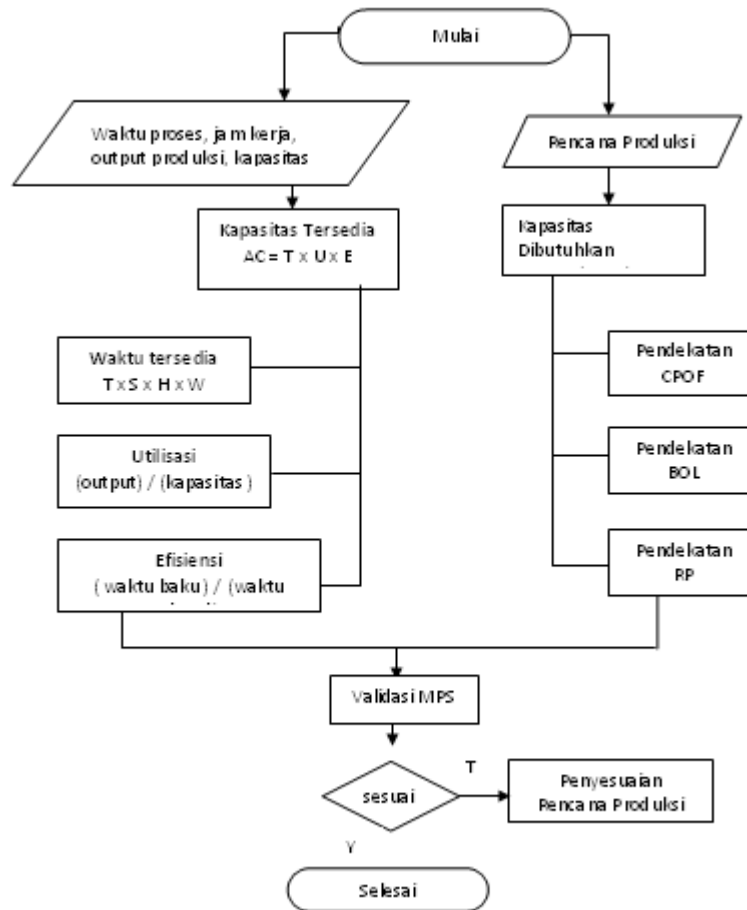 Mulai
Waktu proses, jam kerja,
output produksi, kapasitas
Rencana Produksi
Kapasitas Tersedia
AC = T x U x E
Kapasitas
Dibutuhkan
Waktu tersedia
T x S x H x W
Pendekatan
CPOF
Utilisasi
(output) / (kapasitas )
Pendekatan
BOL
Efisiensi
( waktu baku) / (waktu
Pendekatan
RP
Validasi MPS
T
sesuai
Penyesuaian
Rencana Produksi
Y
Selesai